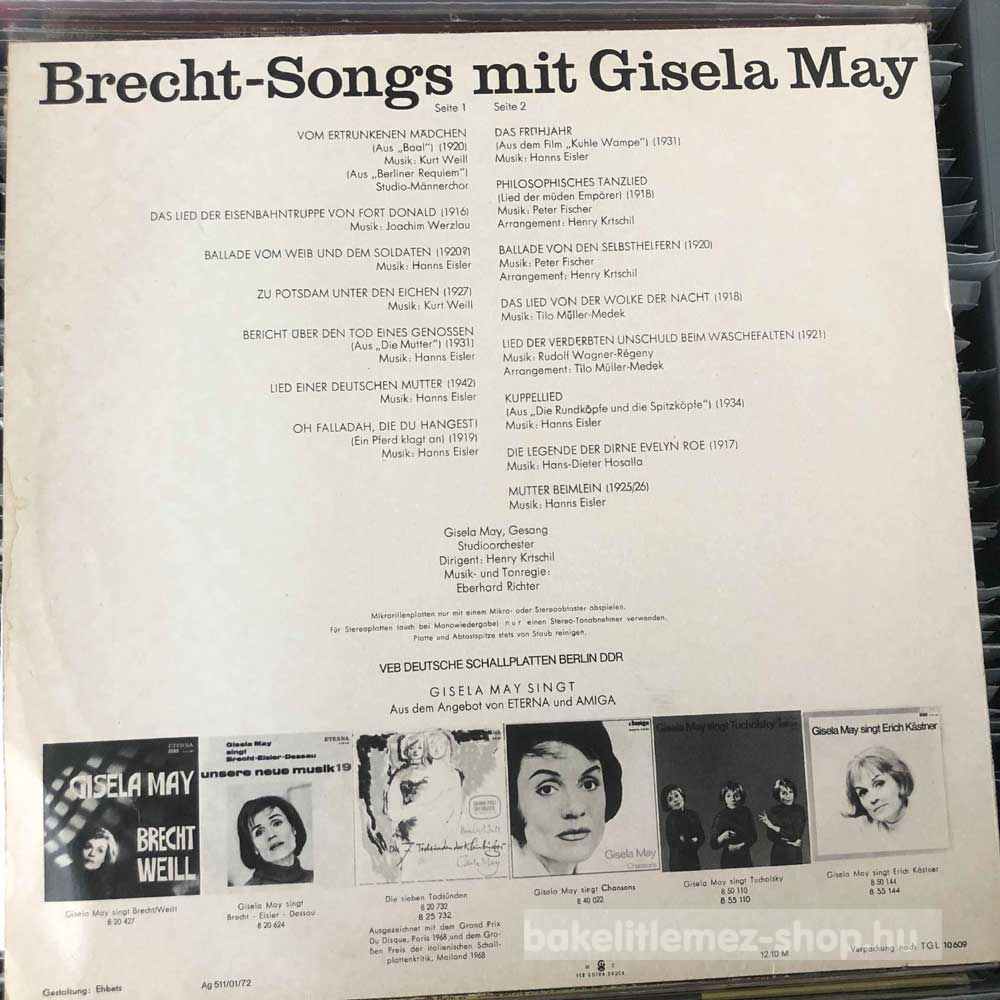 Brecht-Songs mit Gisela May
Seite 1
VOM ERTRUNKENEN MÄDCHEN
(Aus „Baal") (1920)
Musik: Kurt Weill
(Aus „Berliner Requiem")
Studio-Männerchor
DAS LIED DER EISENBAHNTRUPPE VON FORT DONALD (1916)
Musik: Joachim Werzlau
BALLADE VOM WEIB UND DEM SOLDATEN (1920?)
Musik: Hanns Eisler
ZU POTSDAM UNTER DEN EICHEN (1927)
Musik: Kurt Weill
BERICHT ÜBER DEN TOD EINES GENOSSEN
(Aus „Die Mutter") (1931)
Musik: Hanns Eisler
LIED EINER DEUTSCHEN MUTTER (1942)
Musik: Hanns Eisler
OH FALLADAH, DIE DU HANGEST!
(Ein Pferd klagt an) (1919)
Musik: Hanns Eisler
Seite 2
DAS FRÜHJAHR
(Aus dem Film „Kuhle Wampe") (1931)
Musik: Hanns Eisler
PHILOSOPHISCHES TANZLIED
(Lied der müden Empörer) (1918)
Musik: Peter Fischer
Arrangement: Henry Krtschil
BALLADE VON DEN SELBSTHELFERN (1920)
Musik: Peter Fischer
Arrangement: Henry Krtschil
DAS LIED VON DER WOLKE DER NACHT (1918)
Musik: Tilo Müller-Medek
LIED DER VERDERBTEN UNSCHULD BEIM WÄSCHEFALTEN (1921)
Musik: Rudolf Wagner-Régeny
Arrangement: Tilo Müller-Medek
KUPPELLIED
(Aus „Die Rundköpfe und die Spitzköpfe") (1934)
Musik: Hanns Eisler
DIE LEGENDE DER DIRNE EVELYN ROE (1917)
Musik: Hans-Dieter Hosalla
MUTTER BEIMLEIN (1925/26)
Musik: Hanns Eisler
Gisela May, Gesang
Studioorchester
Dirigent: Henry Krtschil
Musik- und Tonregie:
Eberhard Richter
Mikrorillenplatten nur mit einem Mikro- oder Stereoabtaster abspielen.
Für Stereoplatten (auch bei Monowiedergabe) nur einen Stereo-Tonabnehmer verwenden.
Platte und Abtastspitze stets von Staub reinigen.
VEB DEUTSCHE SCHALLPLATTEN BERLIN DDR
GISELA MAY SINGT
Aus dem Angebot von ETERNA und AMIGA
ETERNA
GISELA MAY
BRECHT
WEILL
Gisela May singt Brecht/Weill
8 20 427
Gisela May
singt
Brecht-Eisler-Dessau
ETERNA
unsere neue musik 19
Gisela May singt
Brecht - Eisler - Dessau
8 20 624
Die 7 Todsünden der Kleinbürger
Gisela May
Die sieben Todsünden
8 20 732
8 25 732
Ausgezeichnet mit dem Grand Prix
Du Disque, Paris 1968 und dem Gro-
ßen Preis der italienischen Schall-
plattenkritik, Mailand 1968
Gisela May
Chansons
Gisela May singt Chansons
8 40 022
Gisela May singt Tucholsky
Gisela May singt Tucholsky
8 50 110
8 55 110
Gisela May singt Erich Kästner
Gisela May singt Erich Kästner
8 50 144
8 55 144
bakelitlemez-shop.hu
12.10 M
Verpackung nach TGL 10 609
Gestaltung: Ehbets
Ag 511/01/72